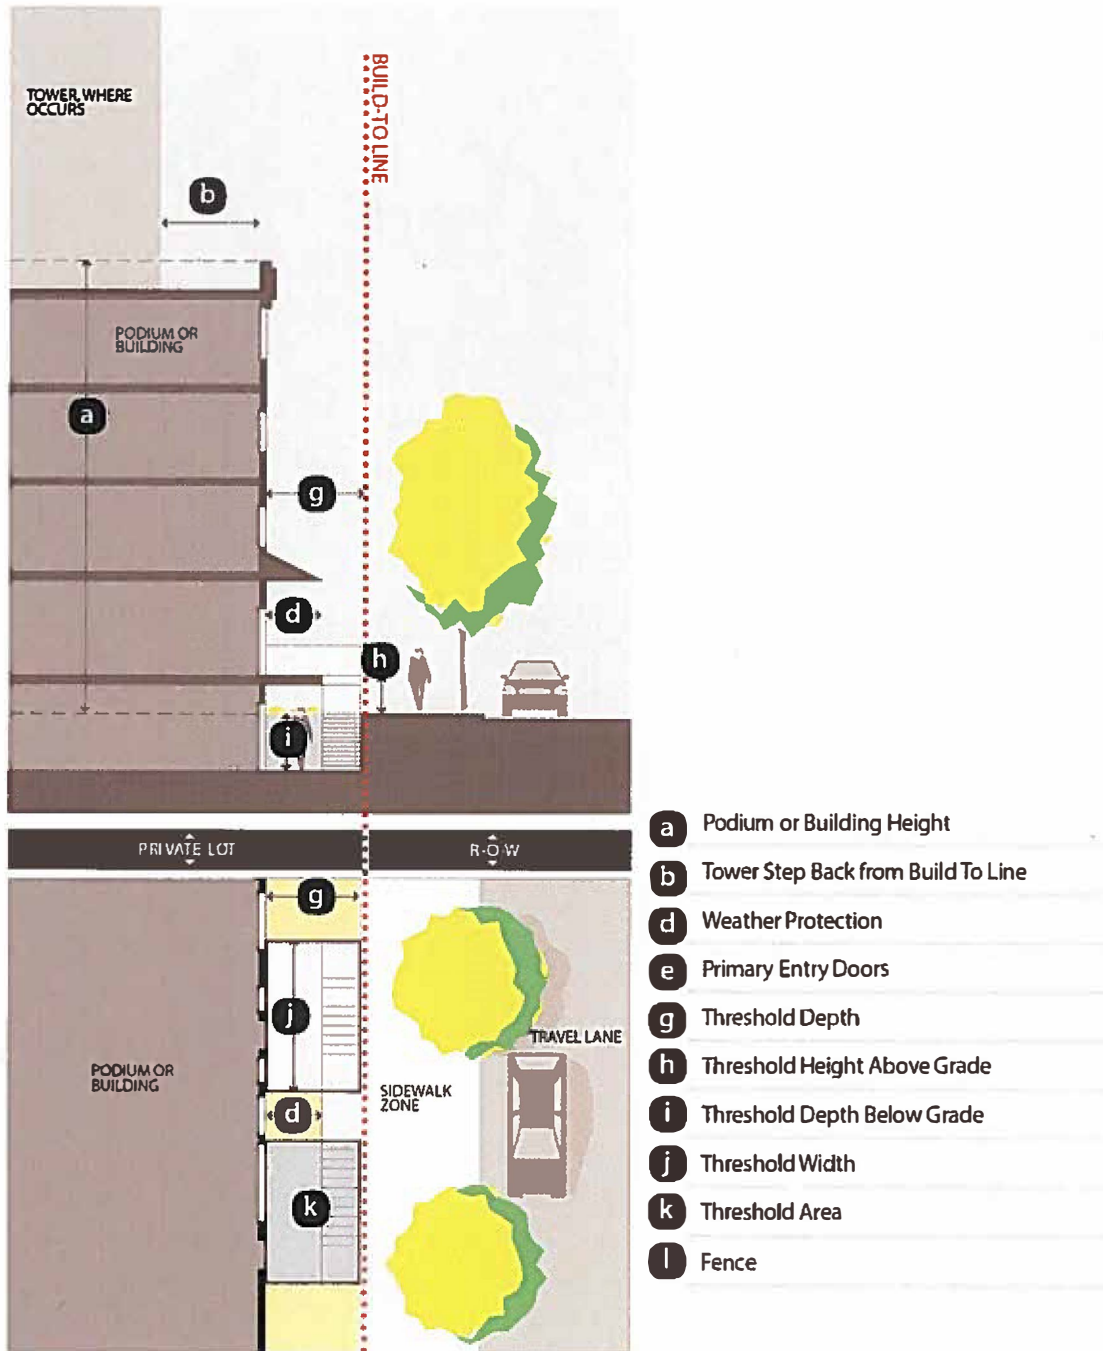 TOWER, WHERE
OCCURS
BUILD-TO LINE
b
PODIUM OR
BUILDING
a
g
d
h
i
PRIVATE LOT
R-O-W
g
j
TRAVEL LANE
PODIUM OR
BUILDING
SIDEWALK
ZONE
d
k
a Podium or Building Height
b Tower Step Back from Build To Line
d Weather Protection
e Primary Entry Doors
g Threshold Depth
h Threshold Height Above Grade
i Threshold Depth Below Grade
j Threshold Width
k Threshold Area
l Fence